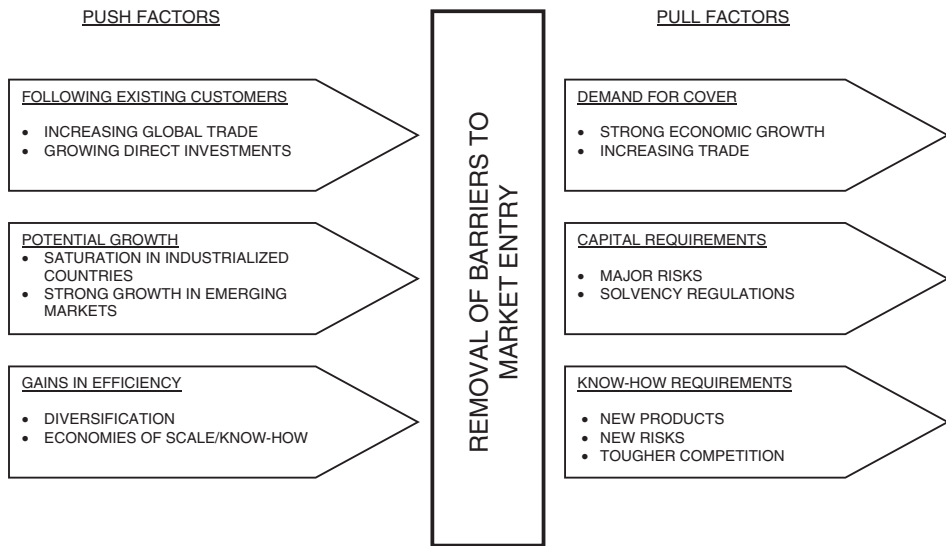 PUSH FACTORS
FOLLOWING EXISTING CUSTOMERS
• INCREASING GLOBAL TRADE
• GROWING DIRECT INVESTMENTS
POTENTIAL GROWTH
• SATURATION IN INDUSTRIALIZED
COUNTRIES
• STRONG GROWTH IN EMERGING
MARKETS
GAINS IN EFFICIENCY
• DIVERSIFICATION
• ECONOMIES OF SCALE/KNOW-HOW
REMOVAL OF BARRIERS TO
MARKET ENTRY
PULL FACTORS
DEMAND FOR COVER
• STRONG ECONOMIC GROWTH
• INCREASING TRADE
CAPITAL REQUIREMENTS
• MAJOR RISKS
• SOLVENCY REGULATIONS
KNOW-HOW REQUIREMENTS
• NEW PRODUCTS
• NEW RISKS
• TOUGHER COMPETITION